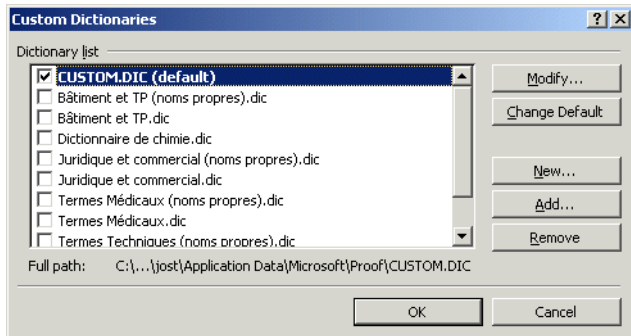 Custom Dictionaries
Dictionary list
CUSTOM.DIC (default)
Bâtiment et TP (noms propres).dic
Bâtiment et TP.dic
Dictionnaire de chimie.dic
Juridique et commercial (noms propres).dic
Juridique et commercial.dic
Termes Médicaux (noms propres).dic
Termes Médicaux.dic
Termes Techniques (noms propres).dic
Modify...
Change Default
New...
Add...
Remove
Full path: C:\...\jost\Application Data\Microsoft\Proof\CUSTOM.DIC
OK
Cancel